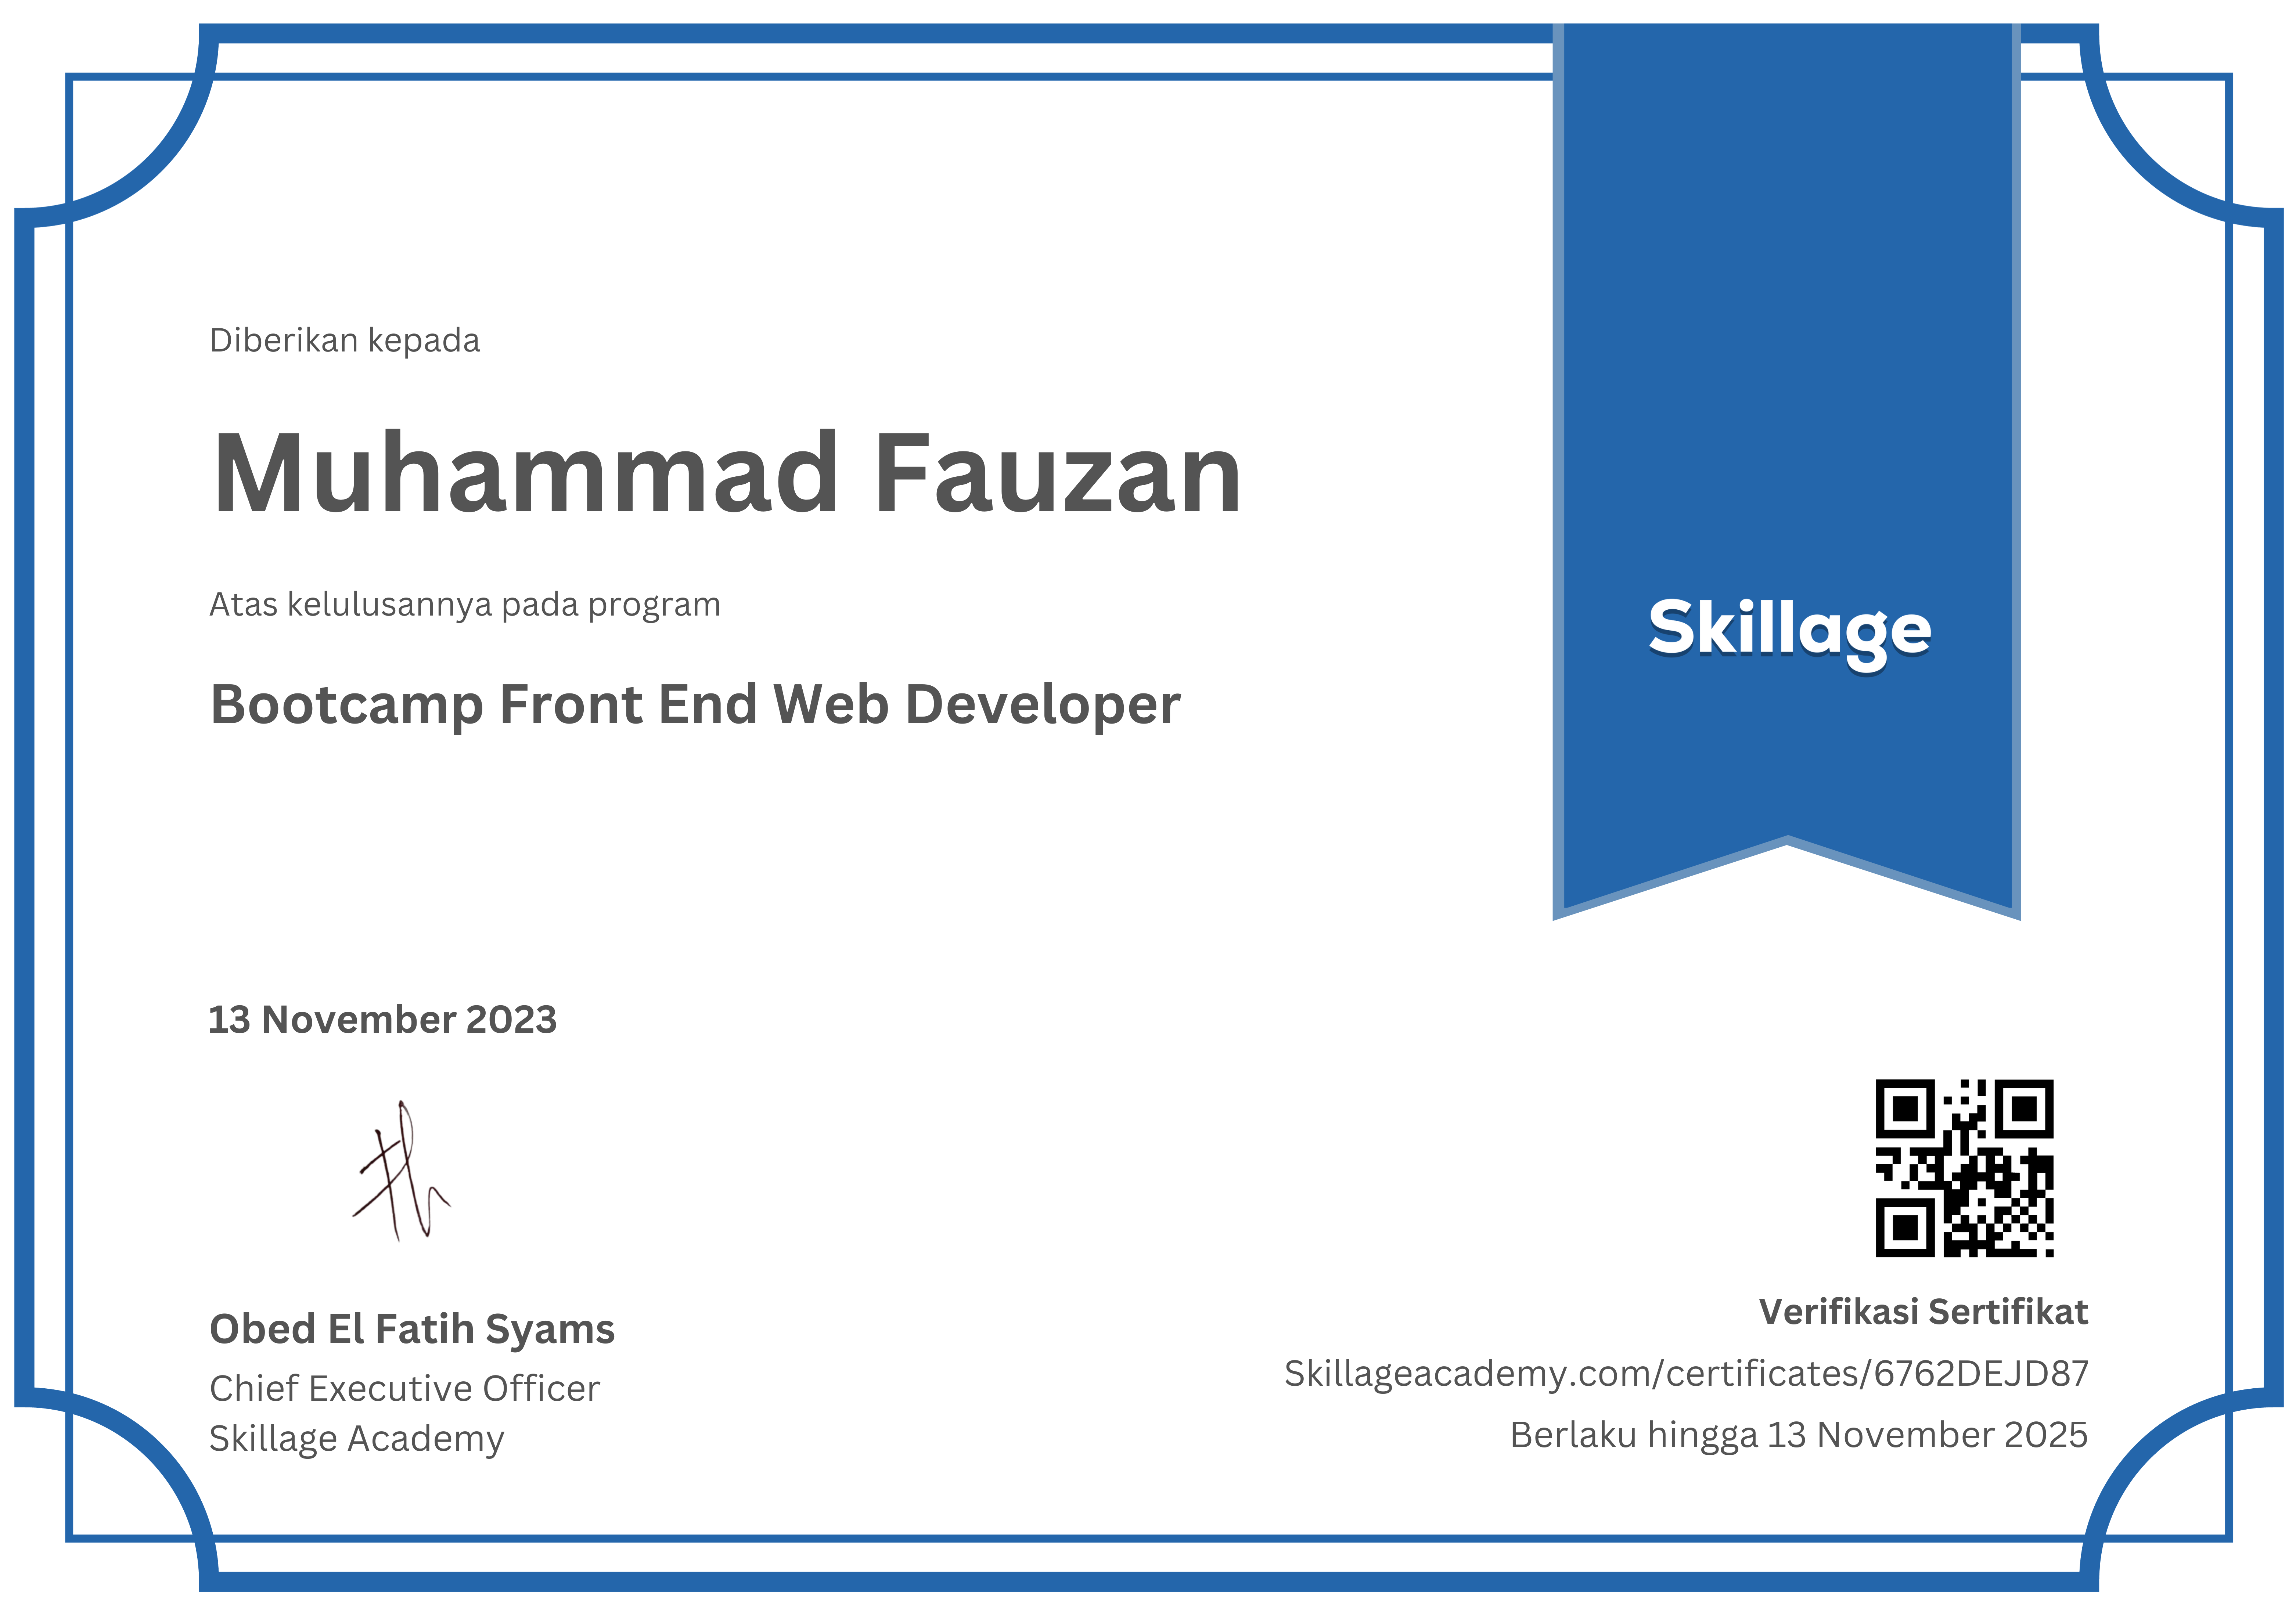 Diberikan kepada
Muhammad Fauzan
Atas kelulusannya pada program
Bootcamp Front End Web Developer
Skillage
13 November 2023
Obed El Fatih Syams
Chief Executive Officer
Skillage Academy
Verifikasi Sertifikat
Skillageacademy.com/certificates/6762DEJD87
Berlaku hingga 13 November 2025